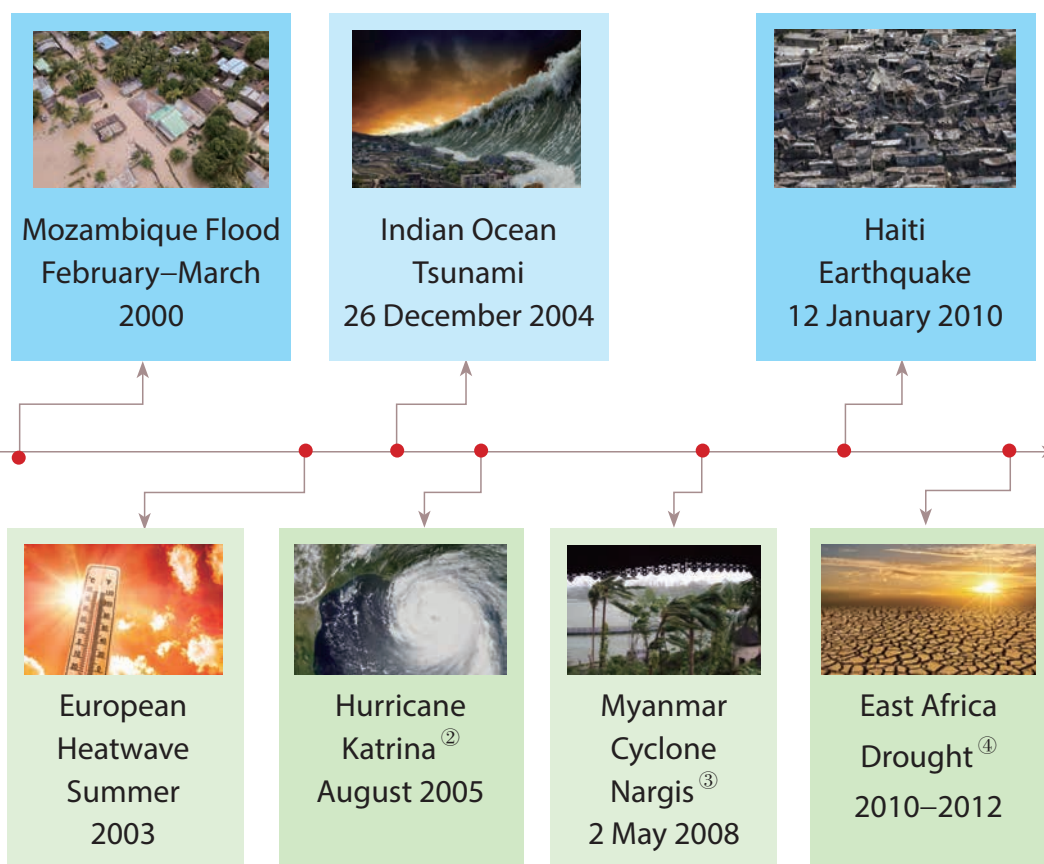 Mozambique Flood
February–March
2000
Indian Ocean
Tsunami
26 December 2004
Haiti
Earthquake
12 January 2010
European
Heatwave
Summer
2003
Hurricane
Katrina②
August 2005
Myanmar
Cyclone
Nargis③
2 May 2008
East Africa
Drought④
2010–2012